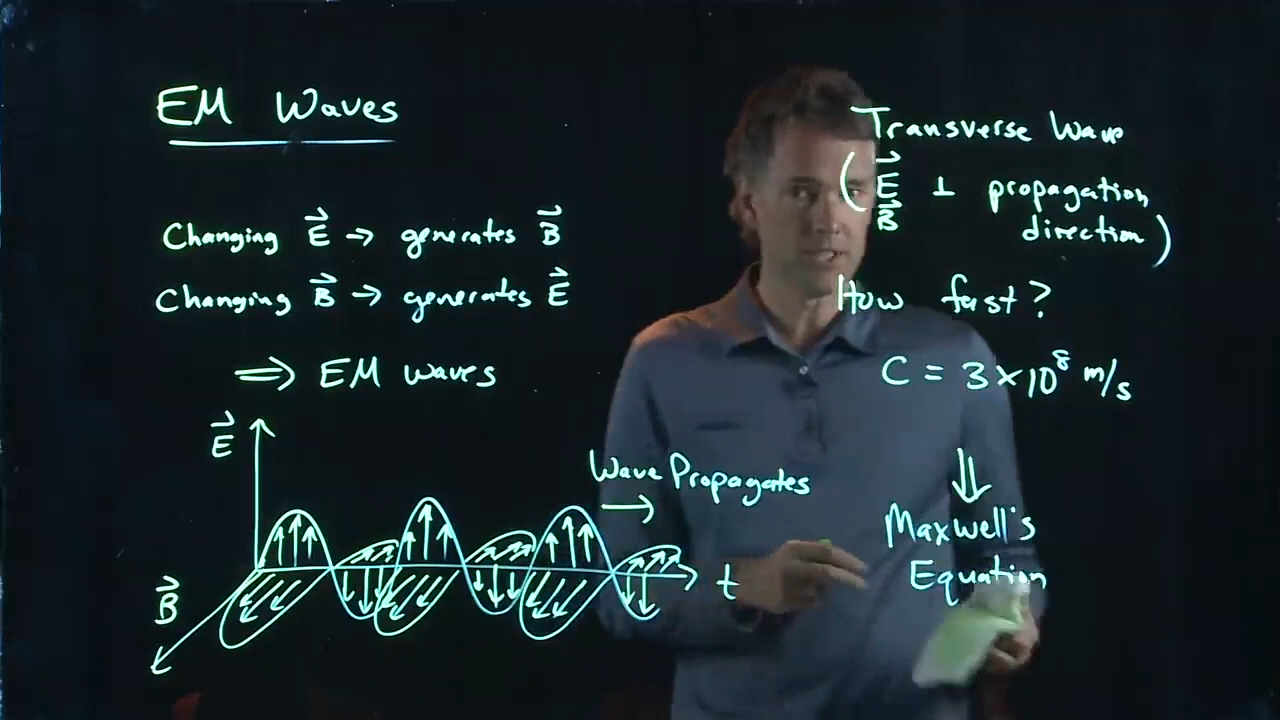 EM Waves
Changing E⃗ → generates B⃗
Changing B⃗ → generates E⃗
⇒ EM waves
E⃗
Wave Propagates
→
B⃗
t
Transverse Wave
( E⃗ ⊥ propagation
B⃗ direction )
How fast?
C = 3 × 10⁸ m/s
⇓
Maxwell's
Equation